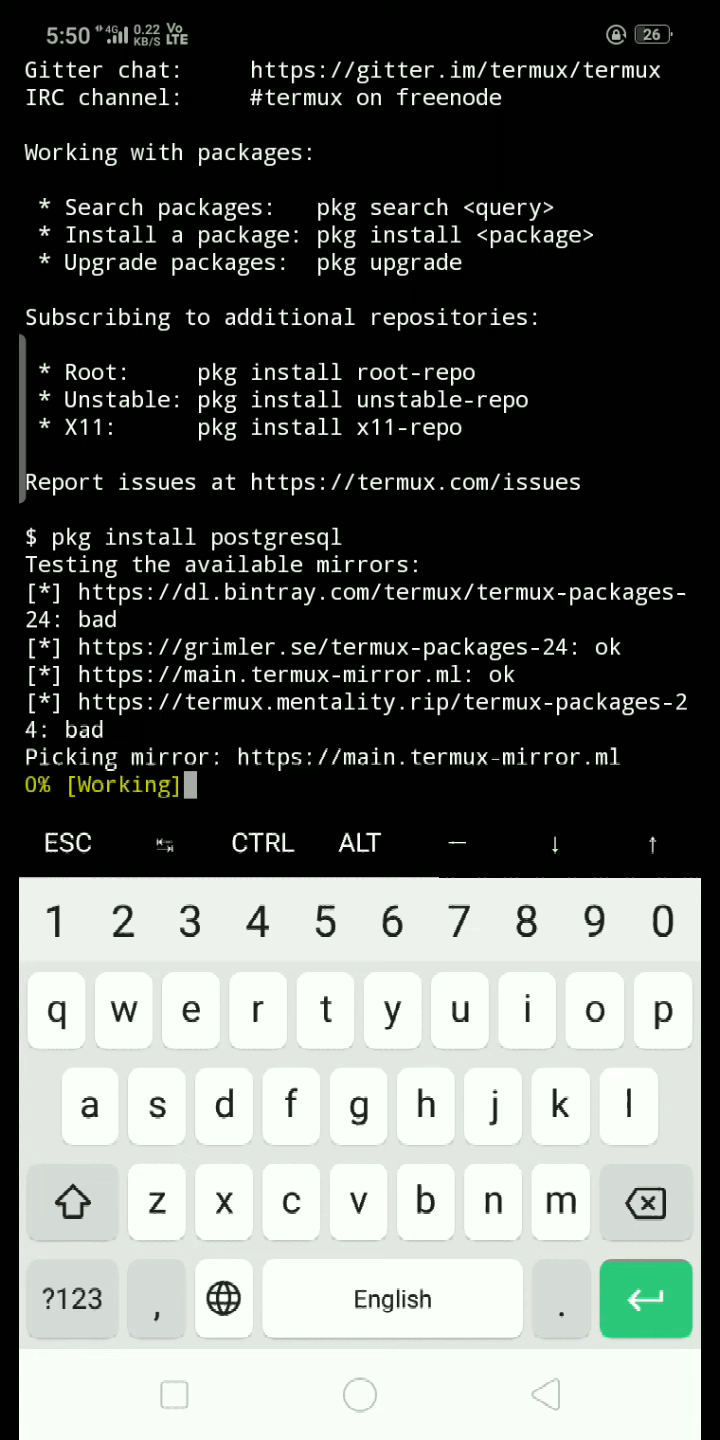 5:50 4G 0.22 KB/S Vo LTE 26
Gitter chat: https://gitter.im/termux/termux
IRC channel: #termux on freenode
Working with packages:
* Search packages: pkg search <query>
* Install a package: pkg install <package>
* Upgrade packages: pkg upgrade
Subscribing to additional repositories:
* Root: pkg install root-repo
* Unstable: pkg install unstable-repo
* X11: pkg install x11-repo
Report issues at https://termux.com/issues
$ pkg install postgresql
Testing the available mirrors:
[*] https://dl.bintray.com/termux/termux-packages-
24: bad
[*] https://grimler.se/termux-packages-24: ok
[*] https://main.termux-mirror.ml: ok
[*] https://termux.mentality.rip/termux-packages-2
4: bad
Picking mirror: https://main.termux-mirror.ml
0% [Working]
ESC ↹ CTRL ALT — ↓ ↑
1 2 3 4 5 6 7 8 9 0
q w e r t y u i o p
a s d f g h j k l
z x c v b n m
?123 , English .